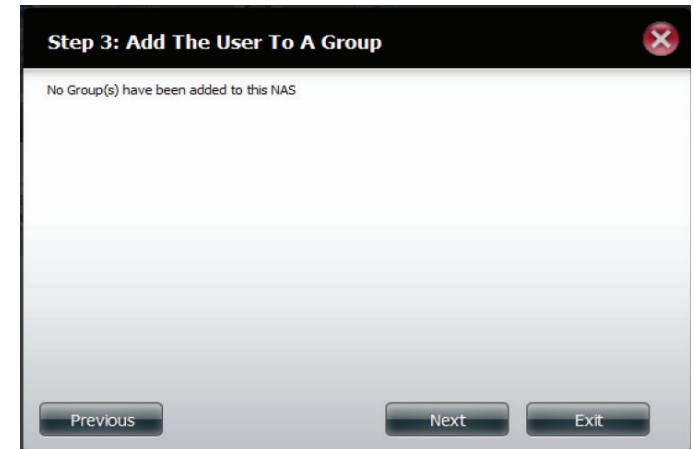 Step 3: Add The User To A Group
No Group(s) have been added to this NAS
Previous Next Exit